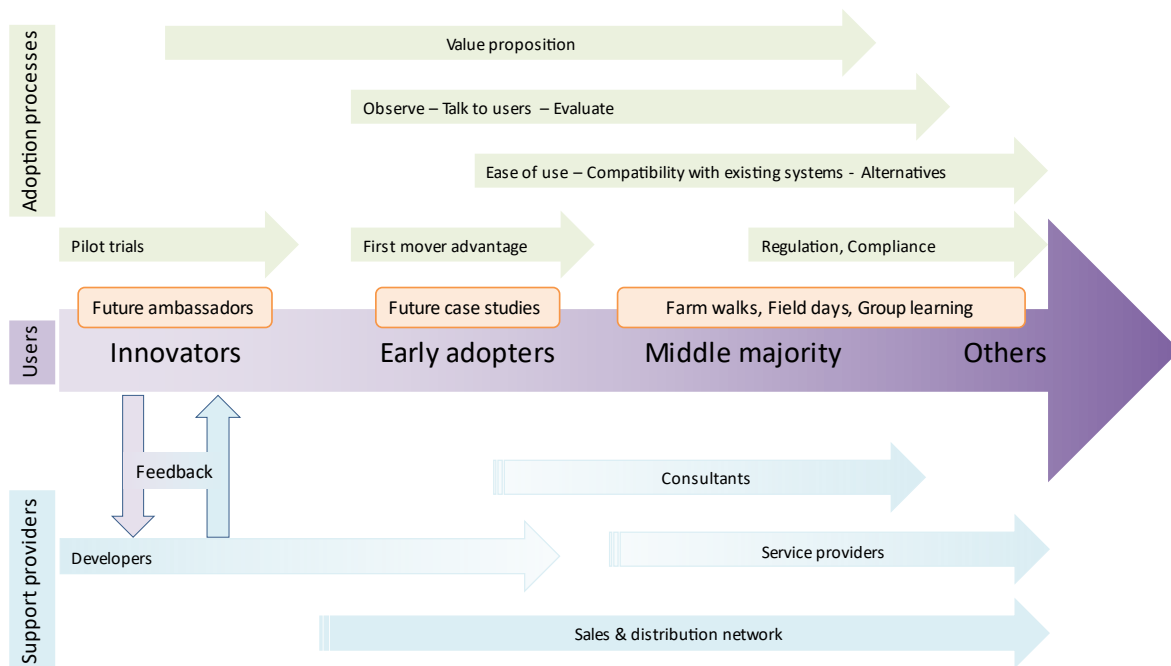 Adoption processes
Value proposition
Observe – Talk to users – Evaluate
Ease of use – Compatibility with existing systems - Alternatives
Pilot trials
First mover advantage
Regulation, Compliance
Users
Future ambassadors
Future case studies
Farm walks, Field days, Group learning
Innovators
Early adopters
Middle majority
Others
Feedback
Support providers
Consultants
Developers
Service providers
Sales & distribution network